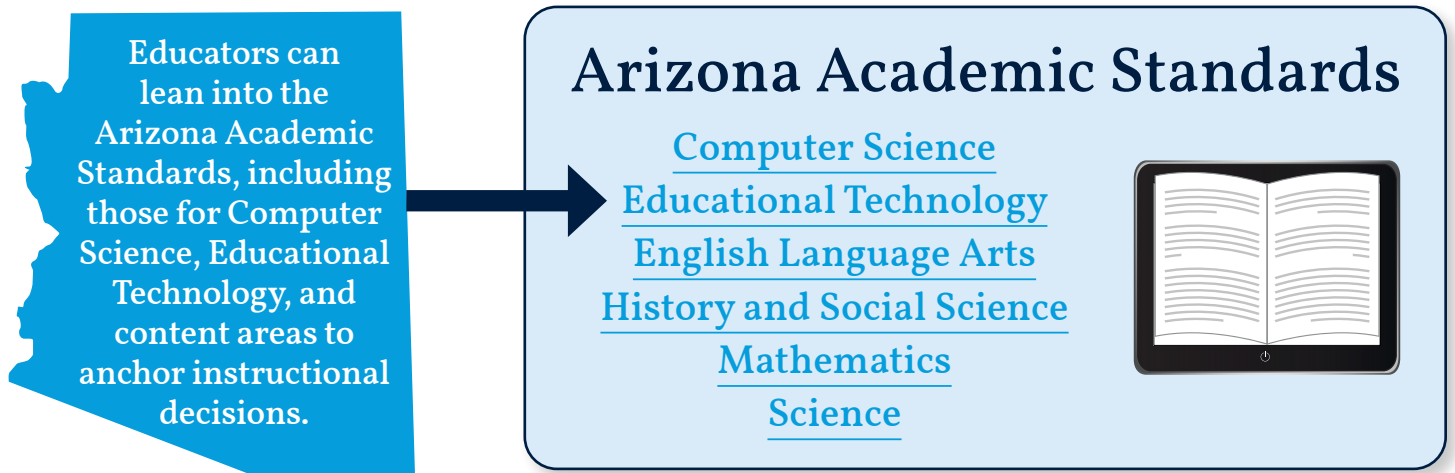 Educators can
lean into the
Arizona Academic
Standards, including
those for Computer
Science, Educational
Technology, and
content areas to
anchor instructional
decisions.
Arizona Academic Standards
Computer Science
Educational Technology
English Language Arts
History and Social Science
Mathematics
Science